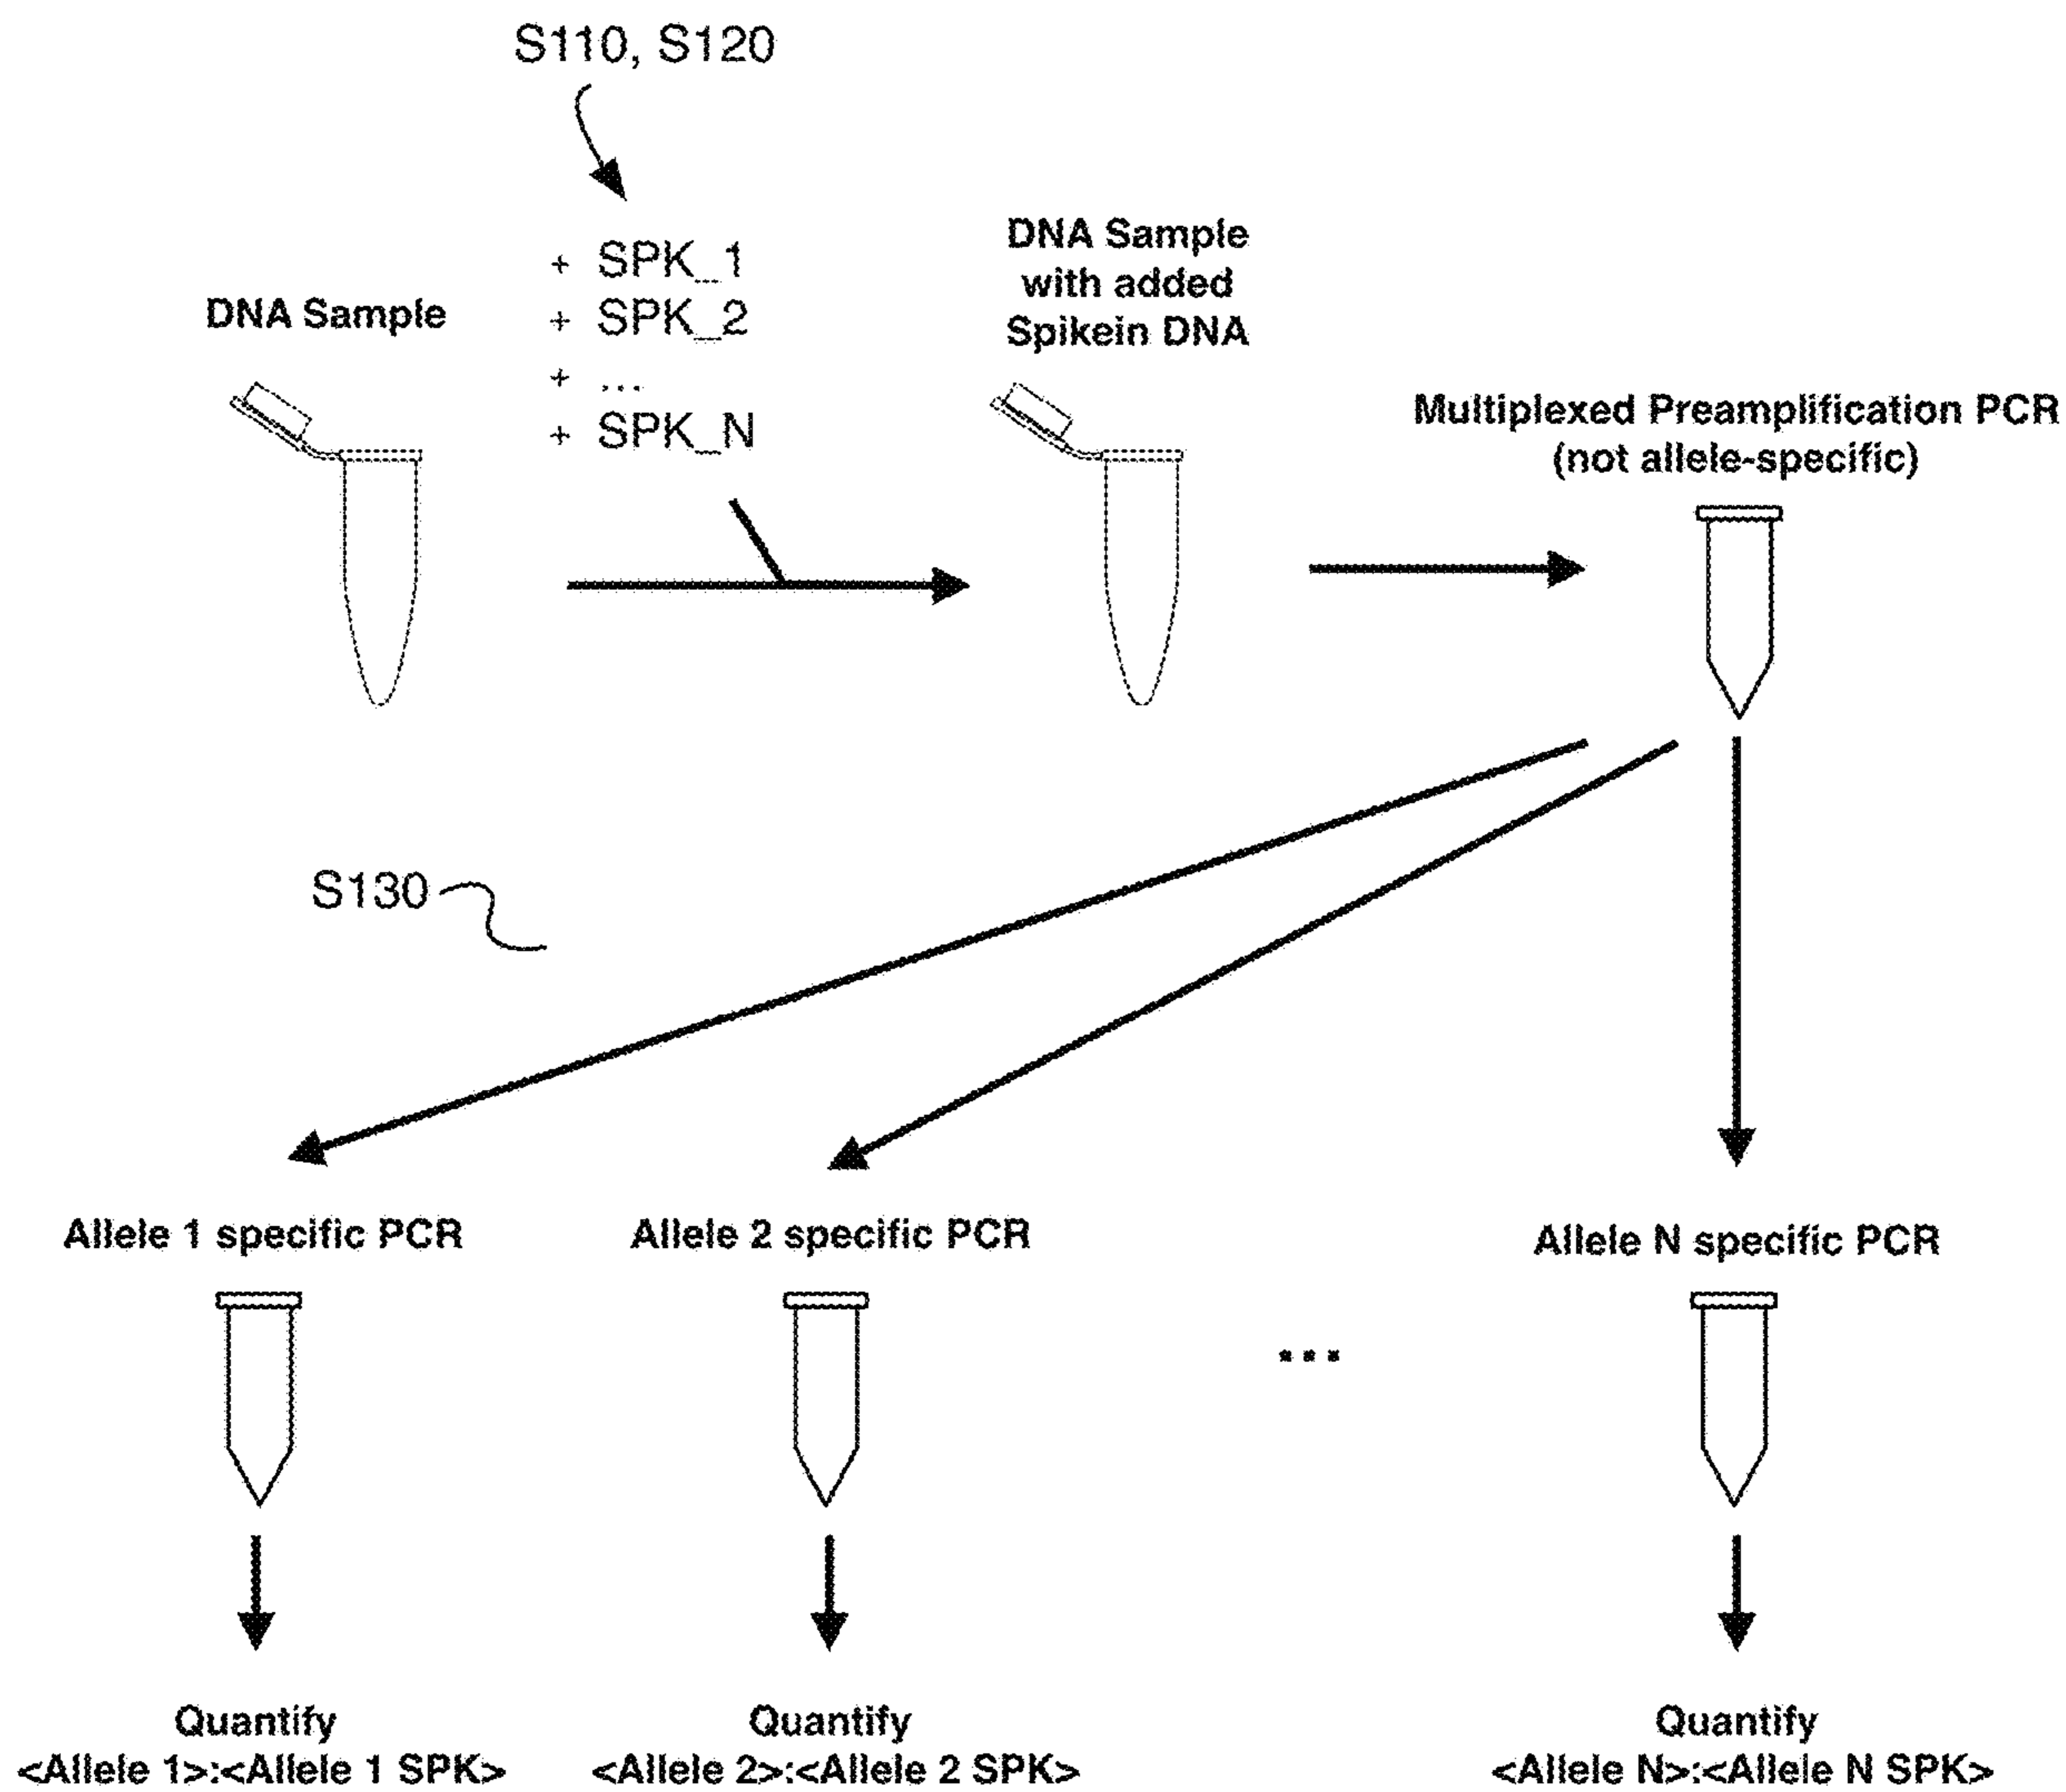 S110, S120
+ SPK_1
+ SPK_2
+ ...
+ SPK_N
DNA Sample
DNA Sample
with added
Spikein DNA
Multiplexed Preamplification PCR
(not allele-specific)
S130
Allele 1 specific PCR
Allele 2 specific PCR
...
Allele N specific PCR
Quantify
<Allele 1>:<Allele 1 SPK>
Quantify
<Allele 2>:<Allele 2 SPK>
Quantify
<Allele N>:<Allele N SPK>